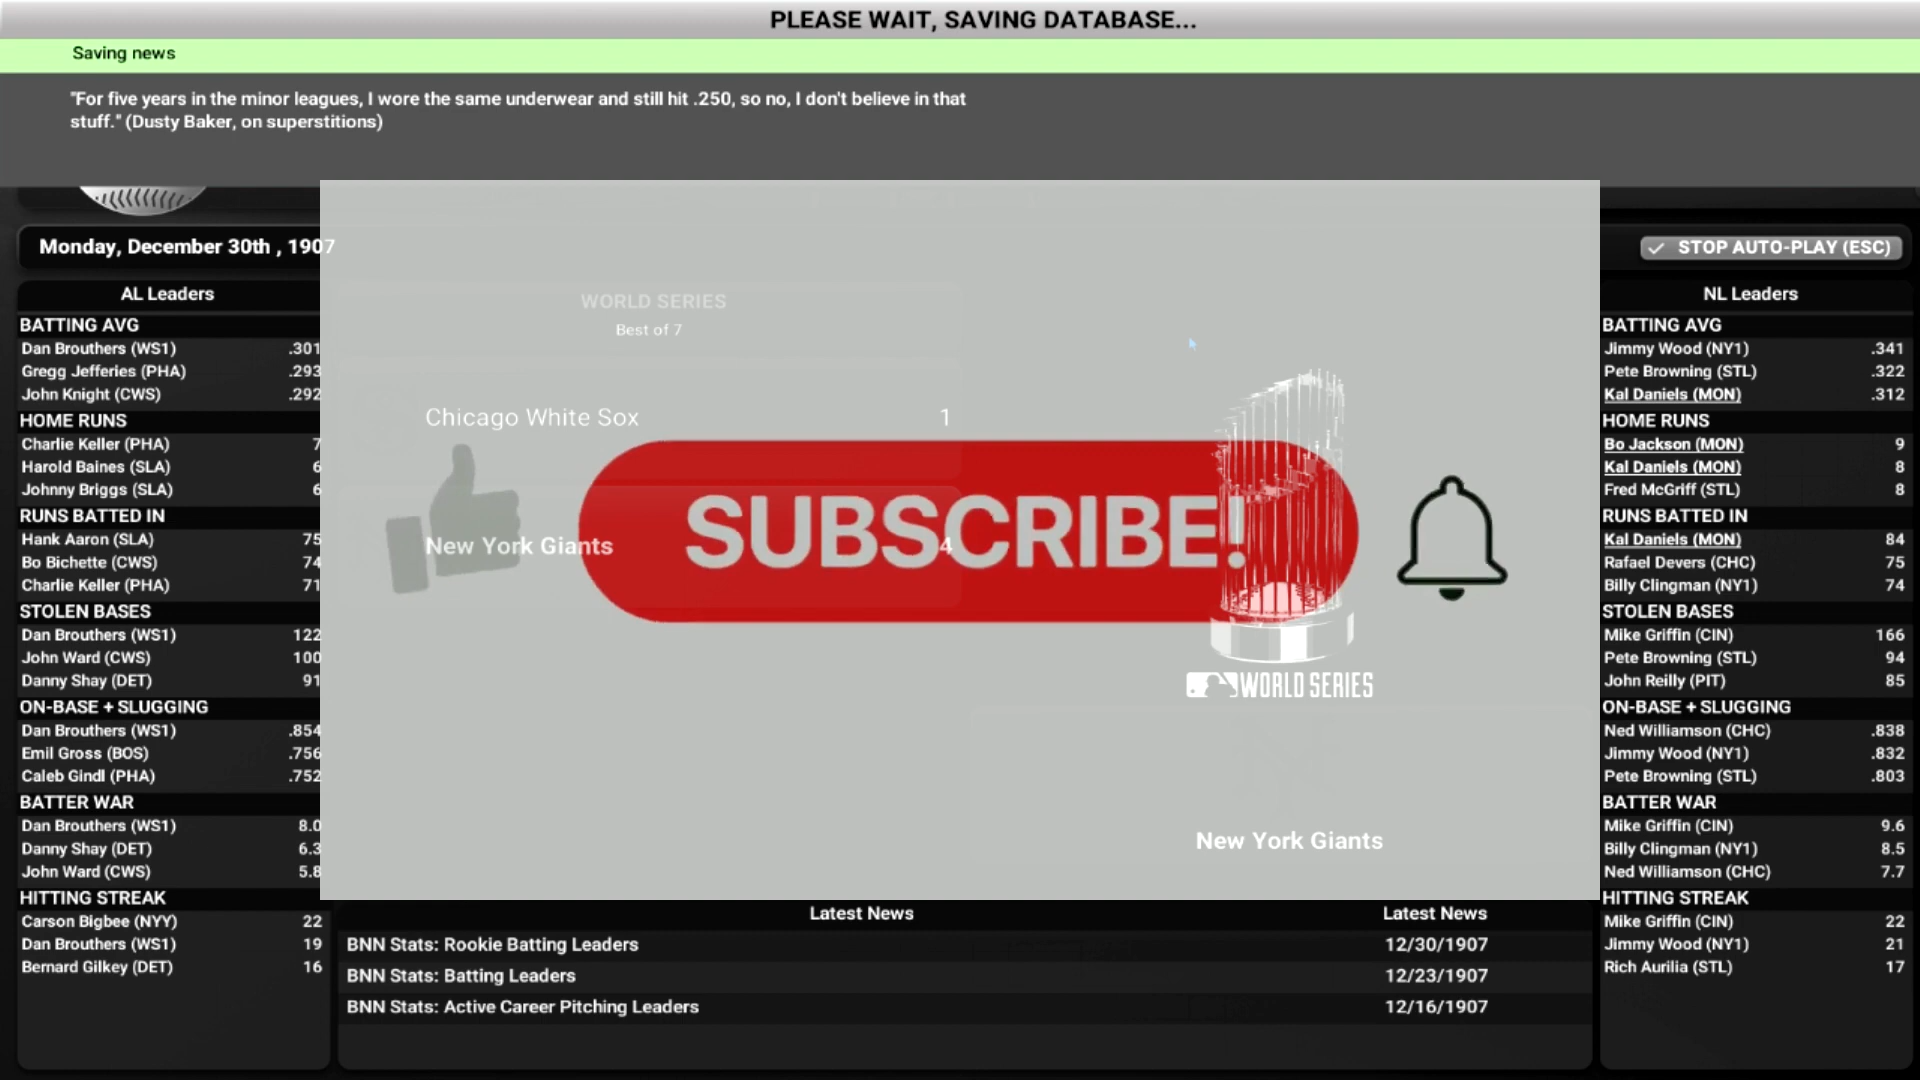 PLEASE WAIT, SAVING DATABASE...
Saving news
"For five years in the minor leagues, I wore the same underwear and still hit .250, so no, I don't believe in that
stuff." (Dusty Baker, on superstitions)
Monday, December 30th , 1907
STOP AUTO-PLAY (ESC)
AL Leaders
BATTING AVG
Dan Brouthers (WS1) .301
Gregg Jefferies (PHA) .293
John Knight (CWS) .292
HOME RUNS
Charlie Keller (PHA) 7
Harold Baines (SLA) 6
Johnny Briggs (SLA) 6
RUNS BATTED IN
Hank Aaron (SLA) 75
Bo Bichette (CWS) 74
Charlie Keller (PHA) 71
STOLEN BASES
Dan Brouthers (WS1) 122
John Ward (CWS) 100
Danny Shay (DET) 91
ON-BASE + SLUGGING
Dan Brouthers (WS1) .854
Emil Gross (BOS) .756
Caleb Gindl (PHA) .752
BATTER WAR
Dan Brouthers (WS1) 8.0
Danny Shay (DET) 6.3
John Ward (CWS) 5.8
HITTING STREAK
Carson Bigbee (NYY) 22
Dan Brouthers (WS1) 19
Bernard Gilkey (DET) 16
WORLD SERIES
Best of 7
Chicago White Sox 1
New York Giants 4
SUBSCRIBE!
WORLD SERIES
New York Giants
Latest News Latest News
BNN Stats: Rookie Batting Leaders 12/30/1907
BNN Stats: Batting Leaders 12/23/1907
BNN Stats: Active Career Pitching Leaders 12/16/1907
NL Leaders
BATTING AVG
Jimmy Wood (NY1) .341
Pete Browning (STL) .322
Kal Daniels (MON) .312
HOME RUNS
Bo Jackson (MON) 9
Kal Daniels (MON) 8
Fred McGriff (STL) 8
RUNS BATTED IN
Kal Daniels (MON) 84
Rafael Devers (CHC) 75
Billy Clingman (NY1) 74
STOLEN BASES
Mike Griffin (CIN) 166
Pete Browning (STL) 94
John Reilly (PIT) 85
ON-BASE + SLUGGING
Ned Williamson (CHC) .838
Jimmy Wood (NY1) .832
Pete Browning (STL) .803
BATTER WAR
Mike Griffin (CIN) 9.6
Billy Clingman (NY1) 8.5
Ned Williamson (CHC) 7.7
HITTING STREAK
Mike Griffin (CIN) 22
Jimmy Wood (NY1) 21
Rich Aurilia (STL) 17